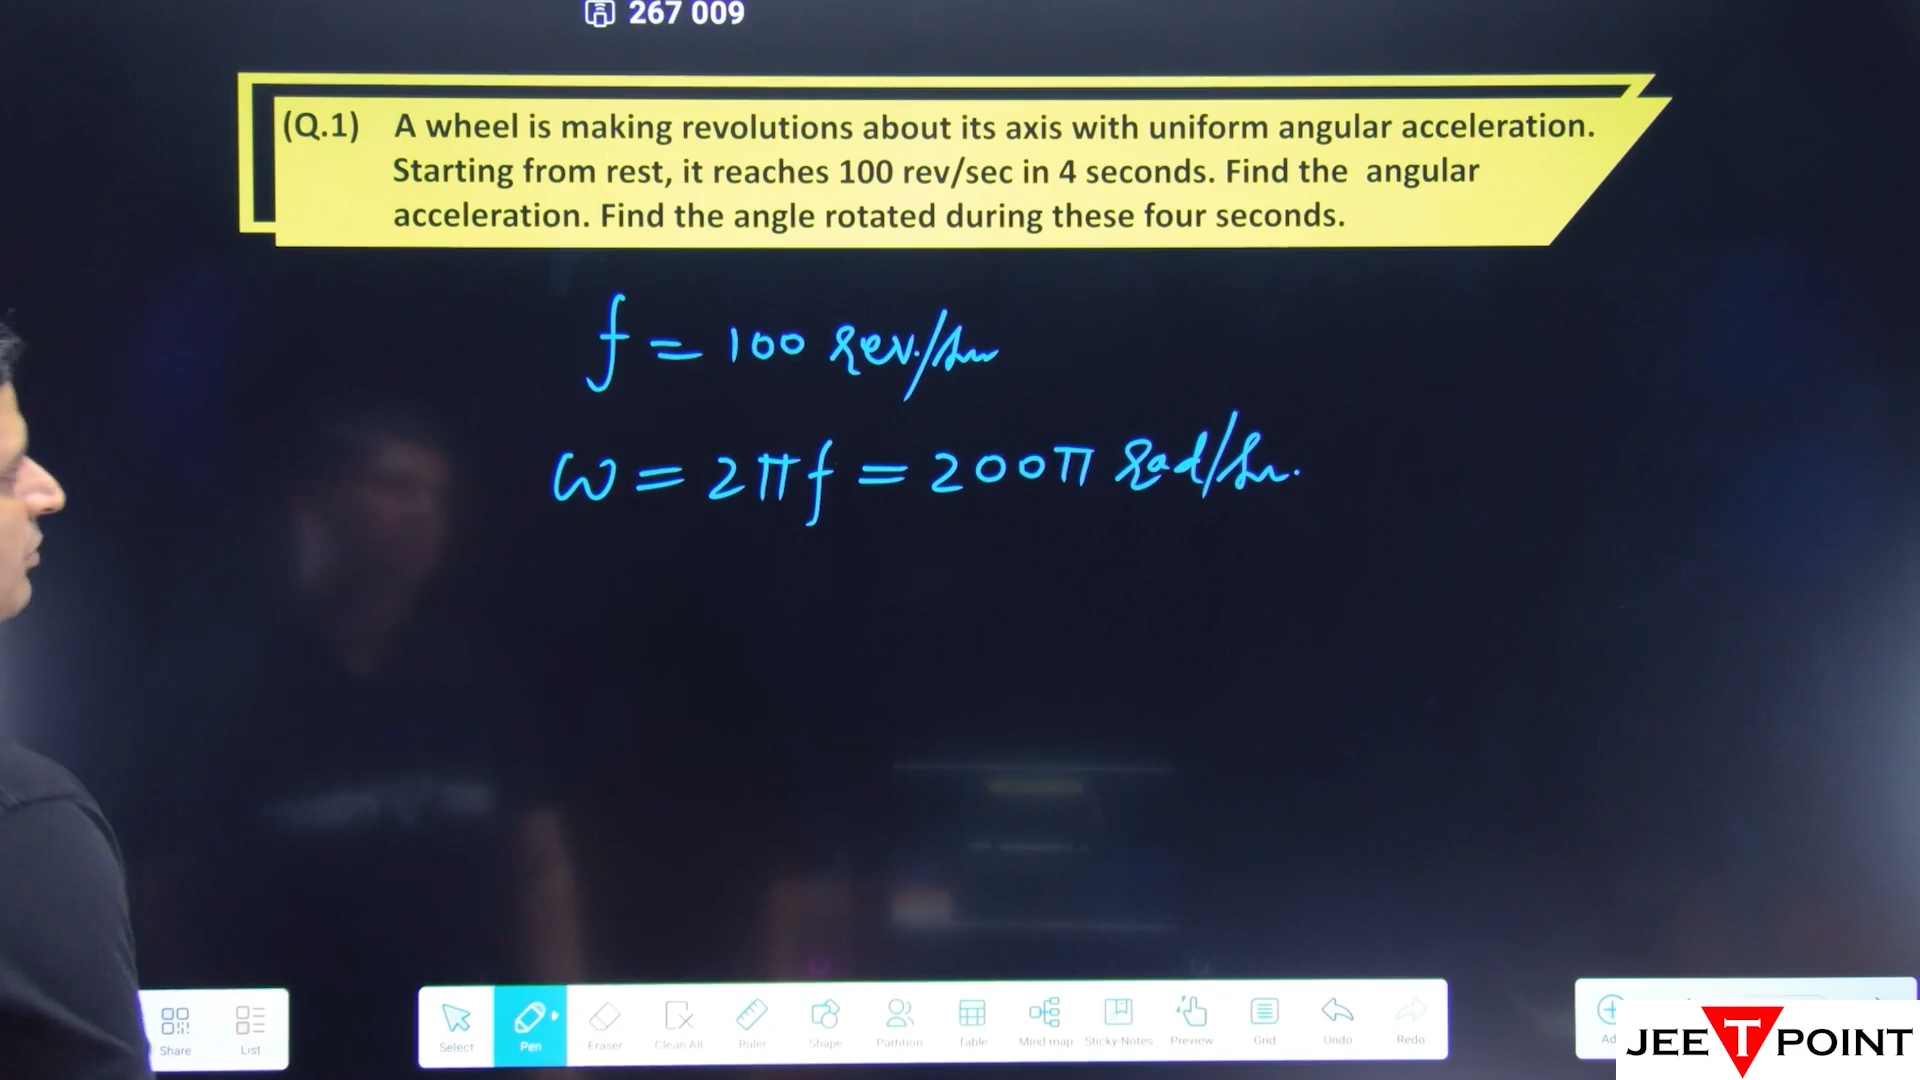 267 009
(Q.1) A wheel is making revolutions about its axis with uniform angular acceleration.
Starting from rest, it reaches 100 rev/sec in 4 seconds. Find the angular
acceleration. Find the angle rotated during these four seconds.
f = 100 rev./sec
ω = 2πf = 200π rad/sec.
Share
List
Select
Pen
Eraser
Clean All
Ruler
Shape
Partition
Table
Mind map
Sticky Notes
Preview
Grid
Undo
Redo
JEE T POINT